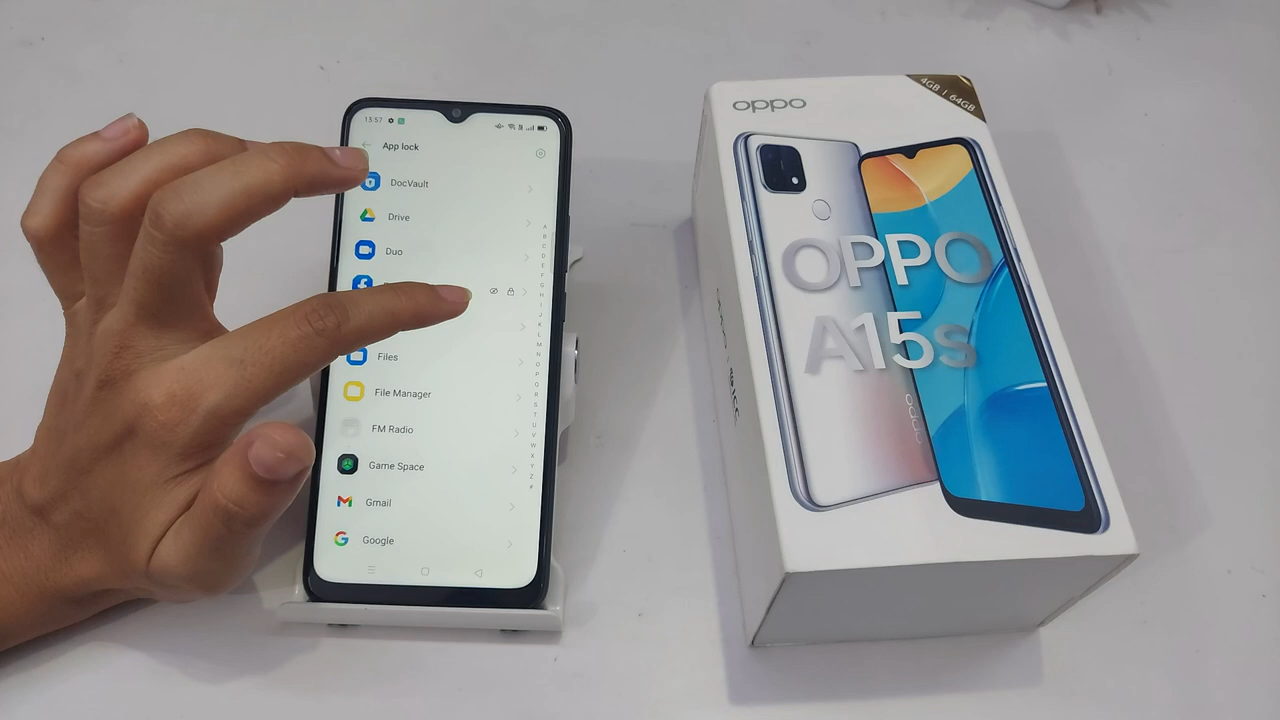 13:57
App lock
DocVault
Drive
Duo
Files
File Manager
FM Radio
Game Space
Gmail
Google
A
B
C
D
E
F
G
H
I
J
K
L
M
N
O
P
Q
R
S
T
U
V
W
X
Y
Z
#
oppo
4GB | 64GB
OPPO
A15s
oppo